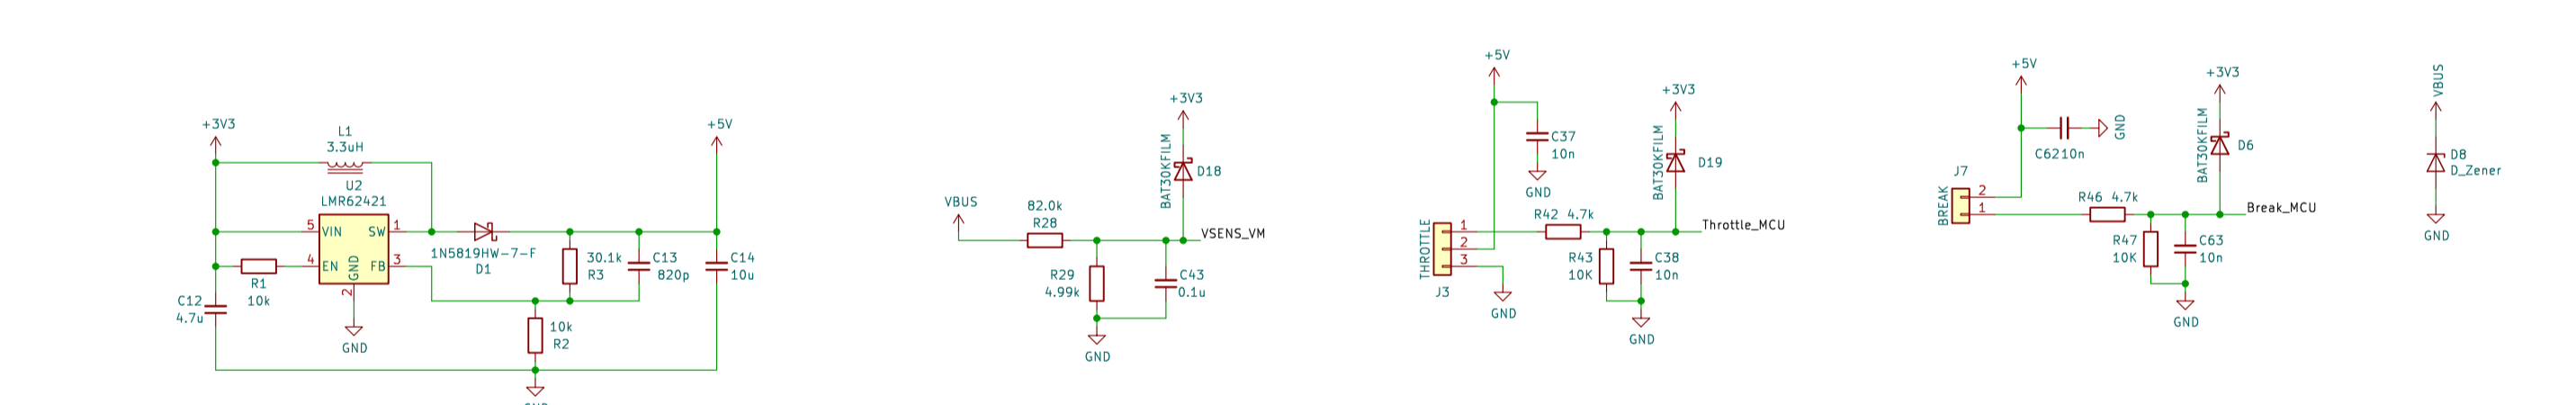 +3V3
L1
3.3uH
U2
LMR62421
5
VIN
SW
1
4
EN
GND
FB
3
2
R1
10k
C12
4.7u
GND
1N5819HW-7-F
D1
30.1k
R3
C13
820p
+5V
C14
10u
10k
R2
VBUS
82.0k
R28
+3V3
BAT30KFILM
D18
VSENS_VM
R29
4.99k
C43
0.1u
GND
+5V
C37
10n
GND
THROTTLE
J3
1
2
3
GND
R42 4.7k
+3V3
BAT30KFILM
D19
Throttle_MCU
R43
10K
C38
10n
GND
+5V
C6210n
GND
J7
BREAK
2
1
R46 4.7k
+3V3
BAT30KFILM
D6
Break_MCU
R47
10K
C63
10n
GND
VBUS
D8
D_Zener
GND